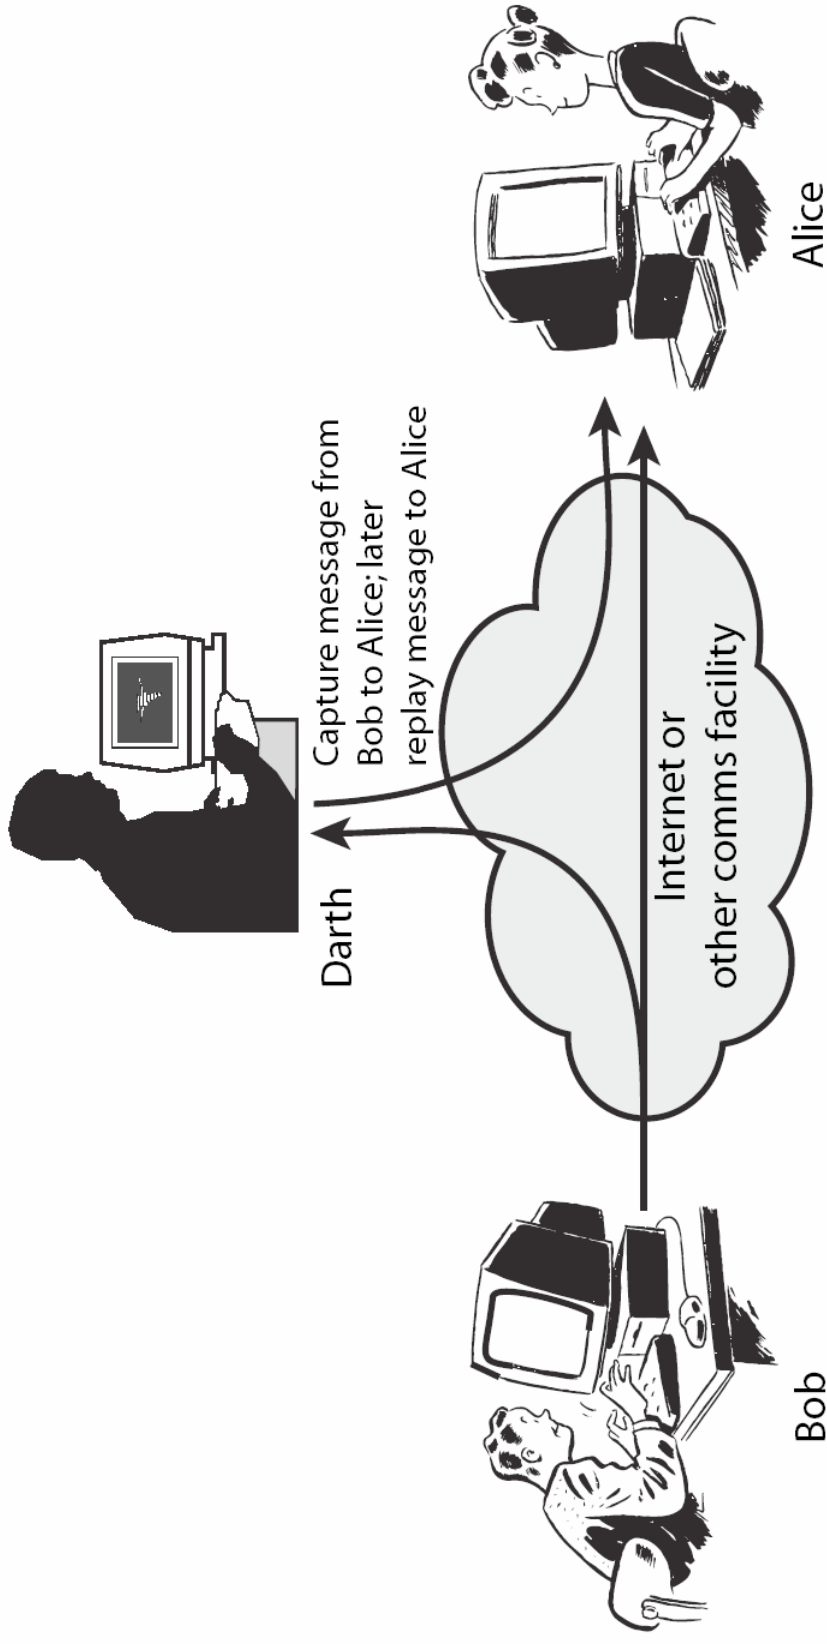 Darth
Capture message from
Bob to Alice; later
replay message to Alice
Internet or
other comms facility
Bob
Alice